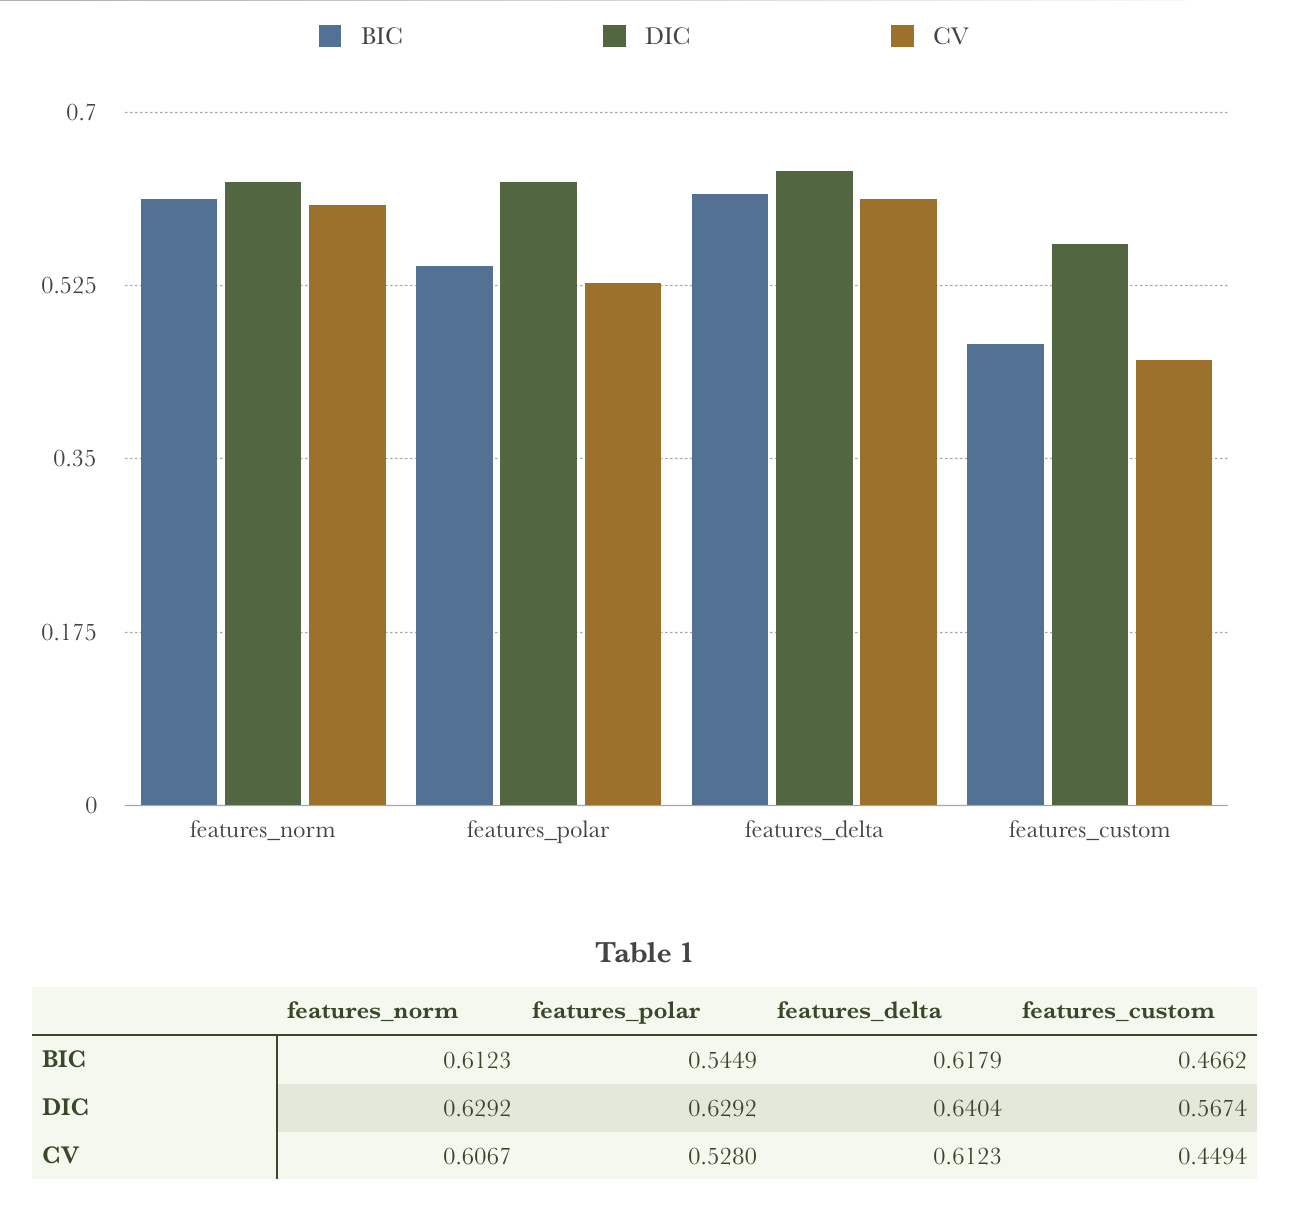 BIC DIC CV
0.7
0.525
0.35
0.175
0
features_norm features_polar features_delta features_custom
Table 1
features_norm features_polar features_delta features_custom
BIC 0.6123 0.5449 0.6179 0.4662
DIC 0.6292 0.6292 0.6404 0.5674
CV 0.6067 0.5280 0.6123 0.4494